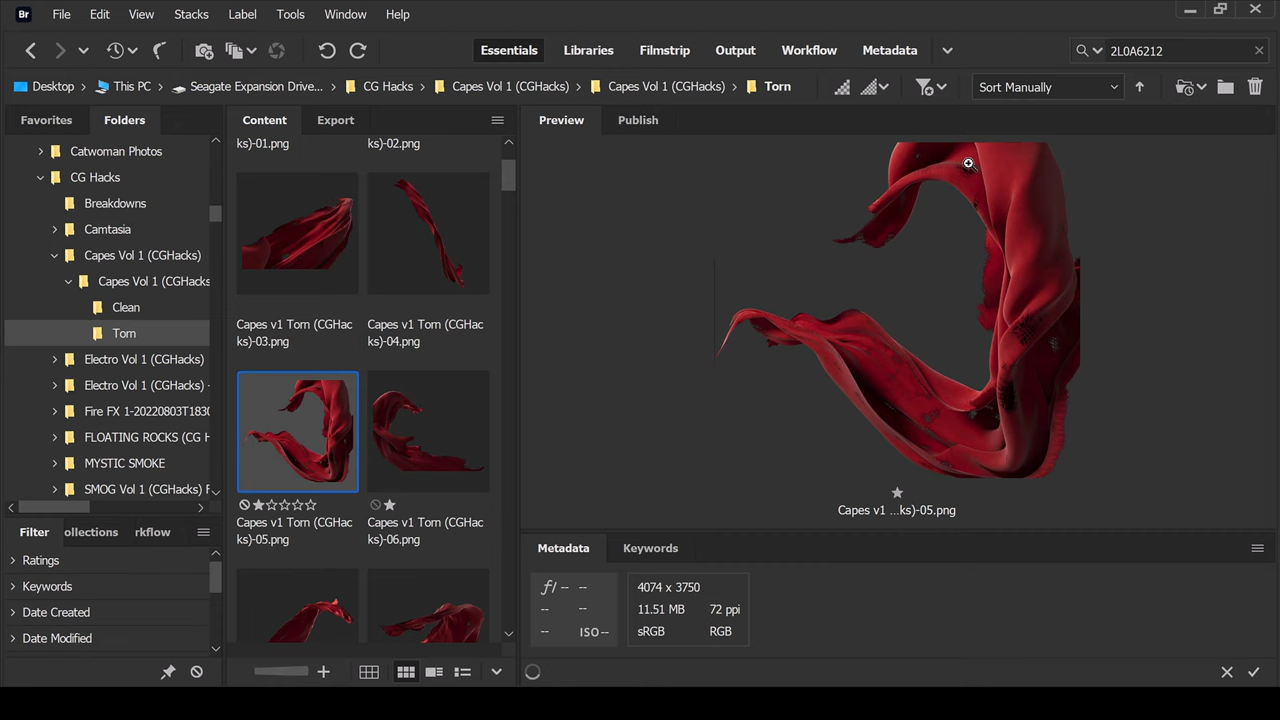 Br File Edit View Stacks Label Tools Window Help
Essentials Libraries Filmstrip Output Workflow Metadata 2L0A6212
Desktop This PC Seagate Expansion Drive... CG Hacks Capes Vol 1 (CGHacks) Capes Vol 1 (CGHacks) Torn Sort Manually
Favorites Folders
Catwoman Photos
CG Hacks
Breakdowns
Camtasia
Capes Vol 1 (CGHacks)
Capes Vol 1 (CGHacks
Clean
Torn
Electro Vol 1 (CGHacks)
Electro Vol 1 (CGHacks) -
Fire FX 1-20220803T1830
FLOATING ROCKS (CG H
MYSTIC SMOKE
SMOG Vol 1 (CGHacks) F
Filter ollections rkflow
Ratings
Keywords
Date Created
Date Modified
Content Export
ks)-01.png ks)-02.png
Capes v1 Torn (CGHac Capes v1 Torn (CGHac
ks)-03.png ks)-04.png
Capes v1 Torn (CGHac Capes v1 Torn (CGHac
ks)-05.png ks)-06.png
Preview Publish
Capes v1 ...ks)-05.png
Metadata Keywords
ƒ/ -- -- 4074 x 3750
-- -- 11.51 MB 72 ppi
-- ISO -- sRGB RGB